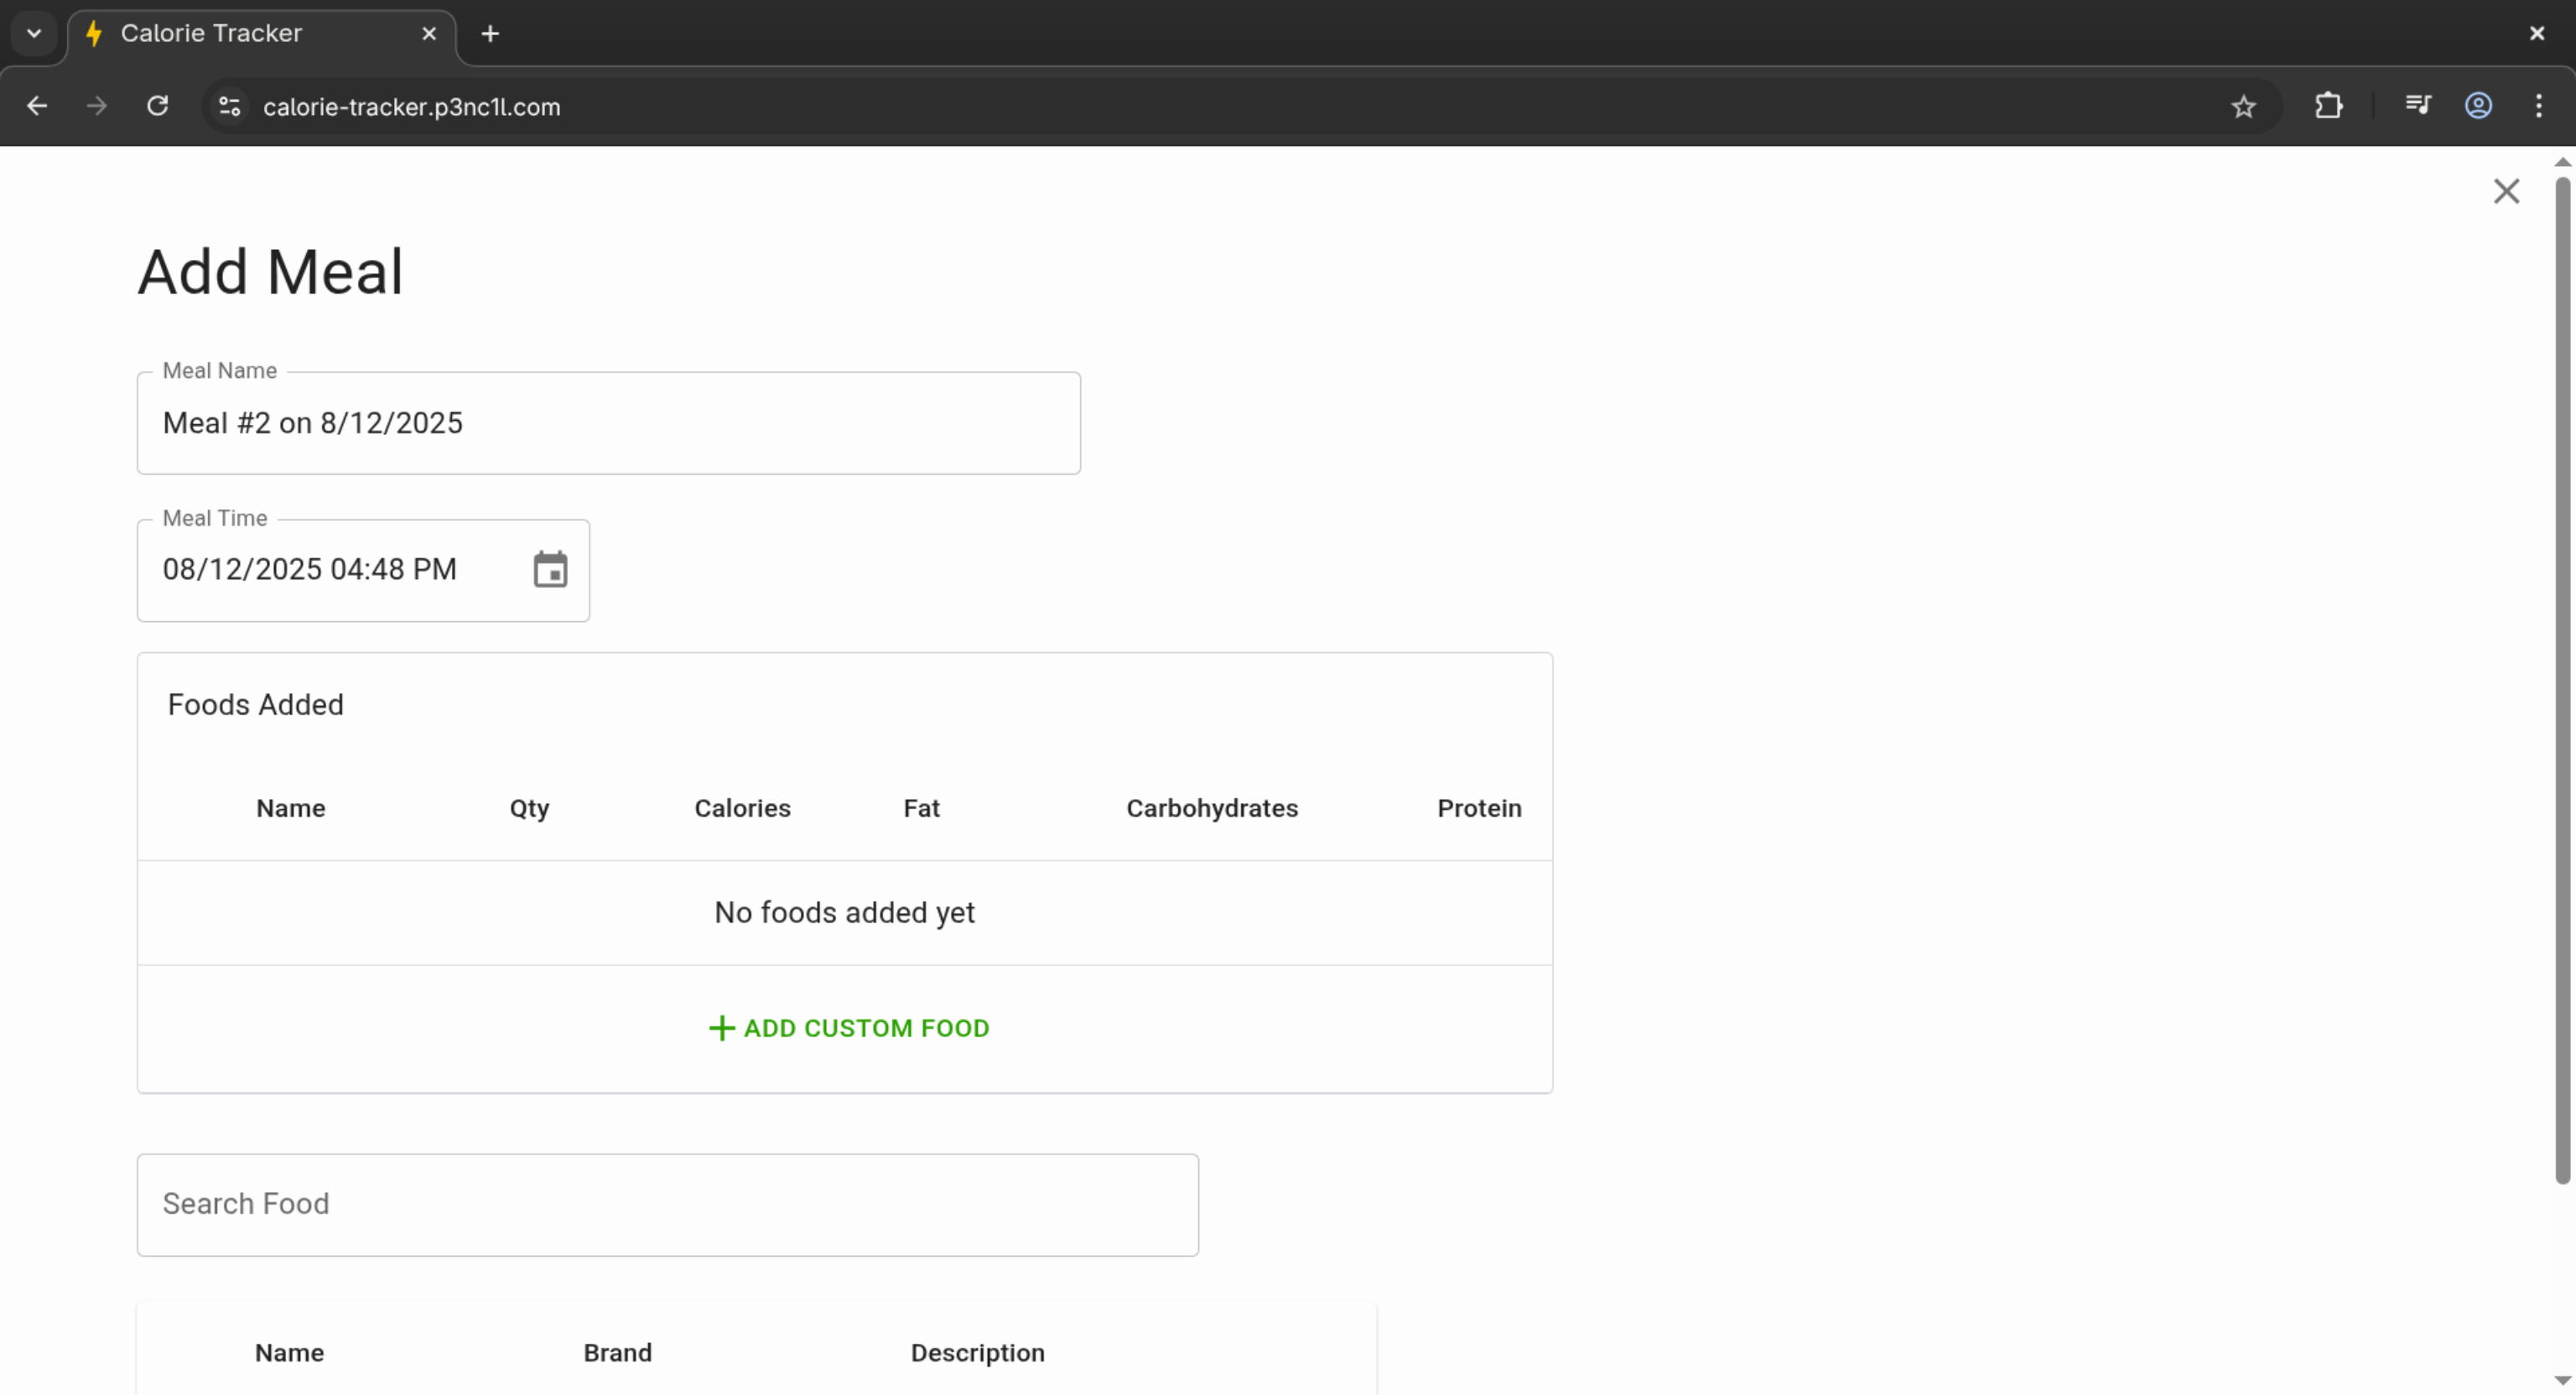 Calorie Tracker
calorie-tracker.p3nc1l.com
Add Meal
Meal Name
Meal #2 on 8/12/2025
Meal Time
08/12/2025 04:48 PM
Foods Added
Name Qty Calories Fat Carbohydrates Protein
No foods added yet
ADD CUSTOM FOOD
Search Food
Name Brand Description